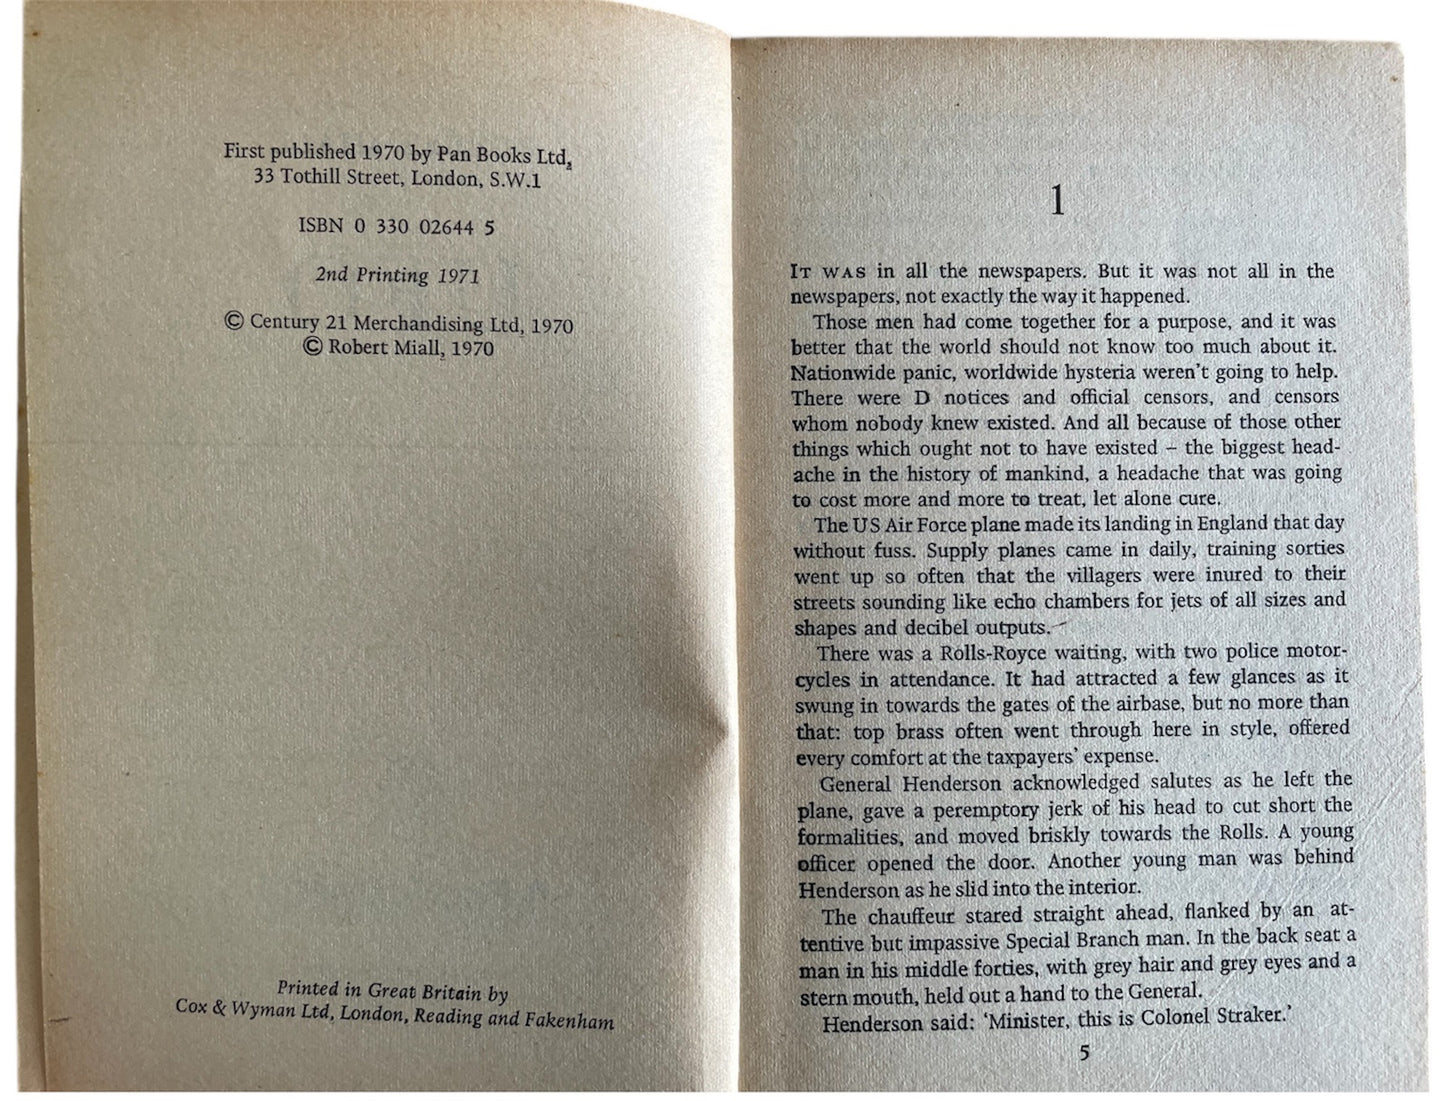 First published 1970 by Pan Books Ltd,
33 Tothill Street, London, S.W.1
ISBN 0 330 02644 5
2nd Printing 1971
© Century 21 Merchandising Ltd, 1970
© Robert Miall, 1970
Printed in Great Britain by
Cox & Wyman Ltd, London, Reading and Fakenham
1
IT WAS in all the newspapers. But it was not all in the
newspapers, not exactly the way it happened.
Those men had come together for a purpose, and it was
better that the world should not know too much about it.
Nationwide panic, worldwide hysteria weren't going to help.
There were D notices and official censors, and censors
whom nobody knew existed. And all because of those other
things which ought not to have existed – the biggest head-
ache in the history of mankind, a headache that was going
to cost more and more to treat, let alone cure.
The US Air Force plane made its landing in England that day
without fuss. Supply planes came in daily, training sorties
went up so often that the villagers were inured to their
streets sounding like echo chambers for jets of all sizes and
shapes and decibel outputs.
There was a Rolls-Royce waiting, with two police motor-
cycles in attendance. It had attracted a few glances as it
swung in towards the gates of the airbase, but no more than
that: top brass often went through here in style, offered
every comfort at the taxpayers' expense.
General Henderson acknowledged salutes as he left the
plane, gave a peremptory jerk of his head to cut short the
formalities, and moved briskly towards the Rolls. A young
officer opened the door. Another young man was behind
Henderson as he slid into the interior.
The chauffeur stared straight ahead, flanked by an at-
tentive but impassive Special Branch man. In the back seat a
man in his middle forties, with grey hair and grey eyes and a
stern mouth, held out a hand to the General.
Henderson said: 'Minister, this is Colonel Straker.'
5